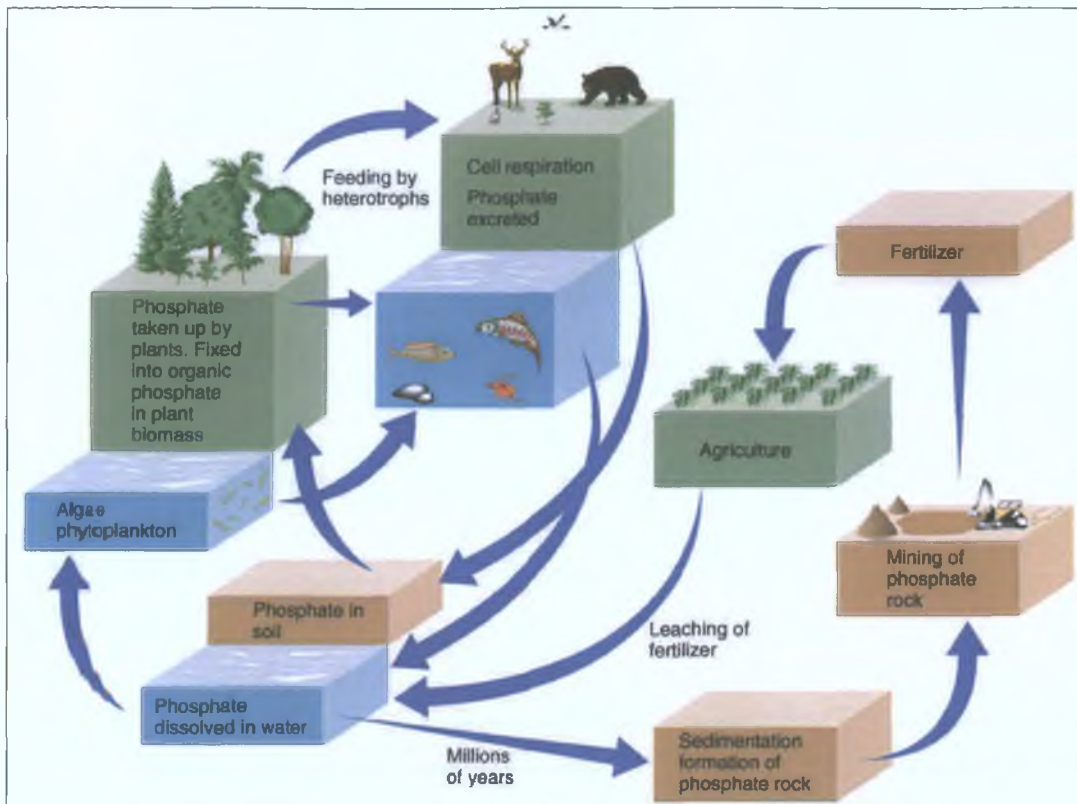 Cell respiration
Phosphate
excreted
Feeding by
heterotrophs
Fertilizer
Phosphate
taken up by
plants. Fixed
into organic
phosphate
in plant
biomass
Agriculture
Algae
phytoplankton
Mining of
phosphate
rock
Phosphate in
soil
Leaching of
fertilizer
Phosphate
dissolved in water
Millions
of years
Sedimentation
formation of
phosphate rock